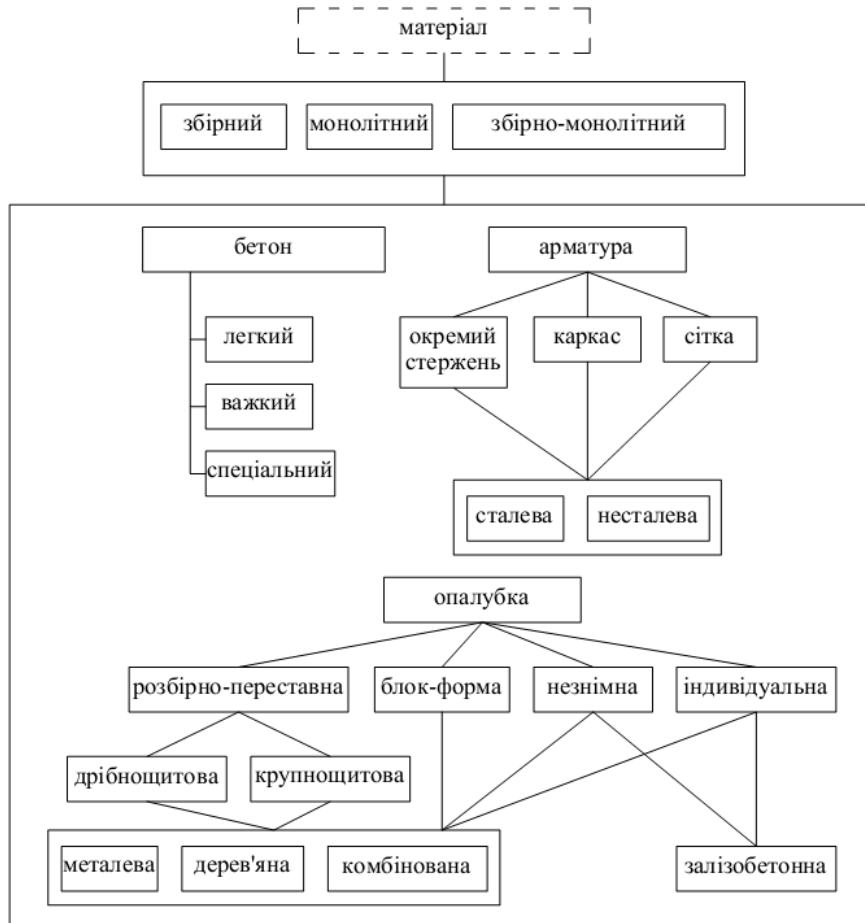 матеріал
збірний
монолітний
збірно-монолітний
бетон
арматура
легкий
важкий
спеціальний
окремий
стержень
каркас
сітка
сталева
несталева
опалубка
розбірно-переставна
блок-форма
незнімна
індивідуальна
дрібнощитова
крупнощитова
металева
дерев'яна
комбінована
залізобетонна